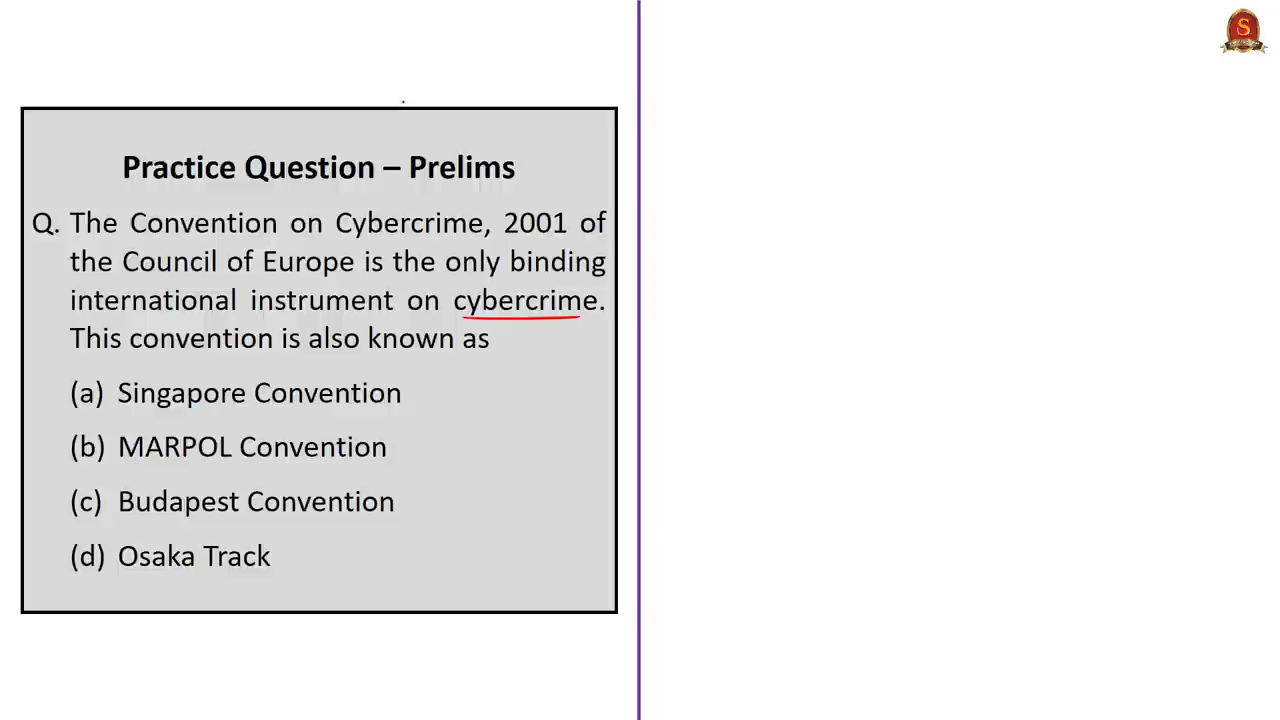 S
Practice Question – Prelims
Q. The Convention on Cybercrime, 2001 of
the Council of Europe is the only binding
international instrument on cybercrime.
This convention is also known as
(a) Singapore Convention
(b) MARPOL Convention
(c) Budapest Convention
(d) Osaka Track